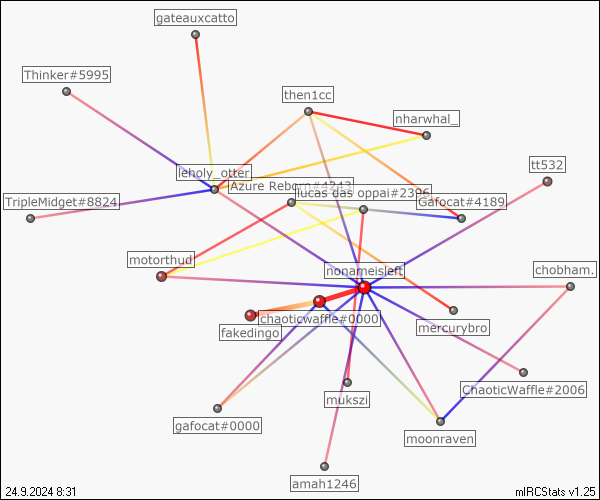 gateauxcatto
Thinker#5995
then1cc
nharwhal_
tt532
leholy_otter
Azure Reborn#4243
lucas das oppai#2396
TripleMidget#8824
Gafocat#4189
motorthud
nonameisleft
chobham.
chaoticwaffle#0000
fakedingo
mercurybro
ChaoticWaffle#2006
mukszi
gafocat#0000
moonraven
amah1246
24.9.2024 8:31
mIRCStats v1.25